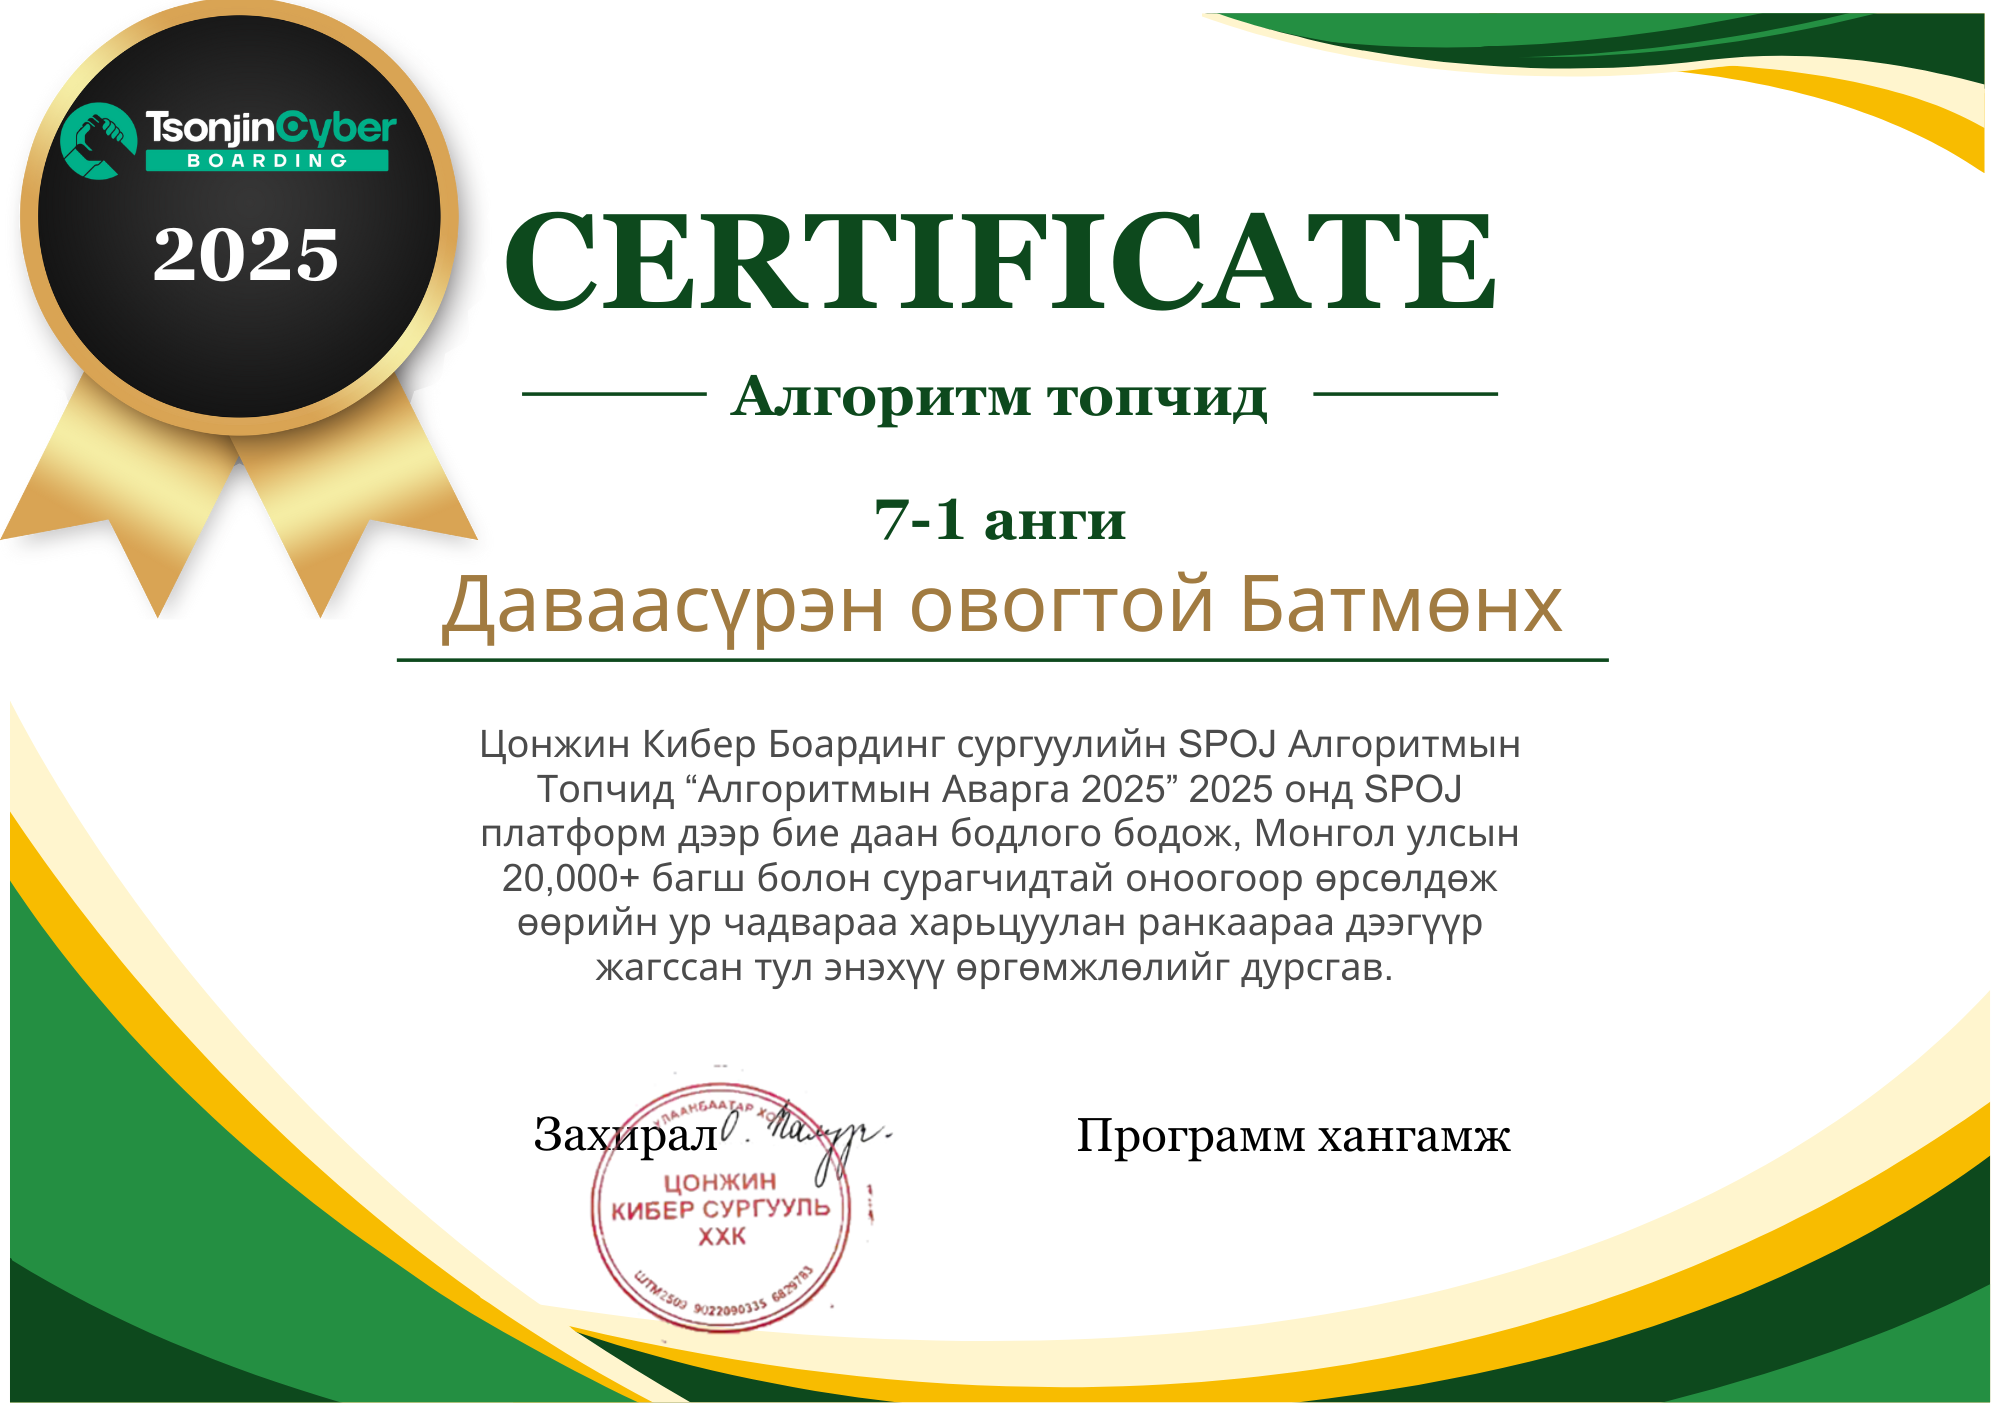 TsonjinCyber
BOARDING
2025
CERTIFICATE
Алгоритм топчид
7-1 анги
Даваасүрэн овогтой Батмөнх
Цонжин Кибер Боардинг сургуулийн SPOJ Алгоритмын
Топчид “Алгоритмын Аварга 2025” 2025 онд SPOJ
платформ дээр бие даан бодлого бодож, Монгол улсын
20,000+ багш болон сурагчидтай оноогоор өрсөлдөж
өөрийн ур чадвараа харьцуулан ранкаараа дээгүүр
жагссан тул энэхүү өргөмжлөлийг дурсгав.
Захирал
Программ хангамж
УЛААНБААТАР ХОТ
ЦОНЖИН
КИБЕР СУРГУУЛЬ
ХХК
9022090335 6829783